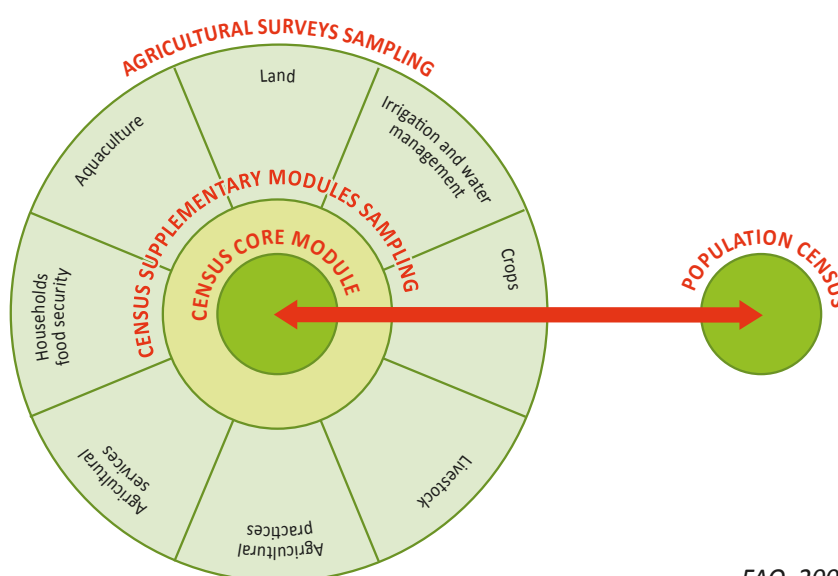 AGRICULTURAL SURVEYS SAMPLING
Land
Irrigation and water
management
Aquaculture
CENSUS SUPPLEMENTARY MODULES SAMPLING
CENSUS CORE MODULE
POPULATION CENSUS
Crops
Households
food security
Livestock
Agricultural
services
Agricultural
practices
FAO, 200